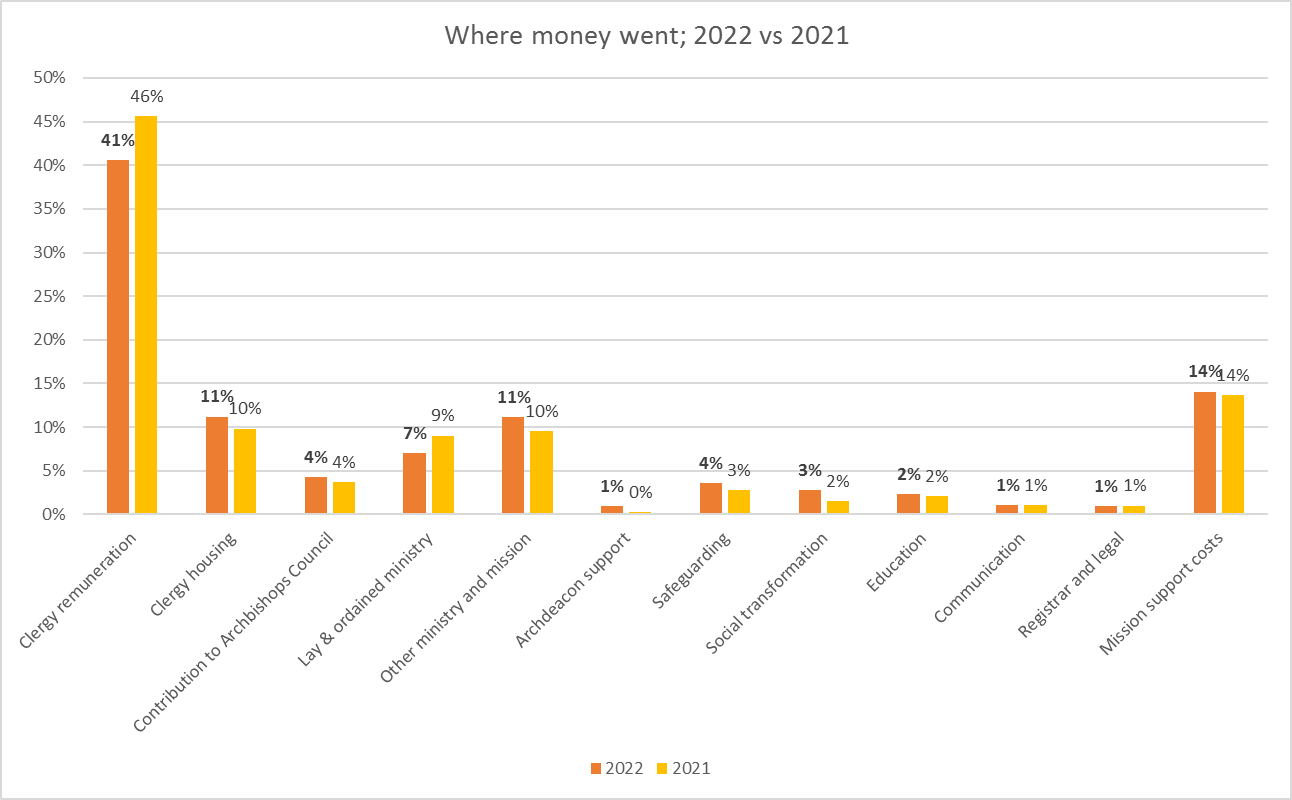 Where money went; 2022 vs 2021
50%
45%
40%
35%
30%
25%
20%
15%
10%
5%
0%
41%
46%
11%
10%
4%
4%
7%
9%
11%
10%
1%
0%
4%
3%
3%
2%
2%
2%
1%
1%
1%
1%
14%
14%
Clergy remuneration
Clergy housing
Contribution to Archbishops Council
Lay & ordained ministry
Other ministry and mission
Archdeacon support
Safeguarding
Social transformation
Education
Communication
Registrar and legal
Mission support costs
2022
2021